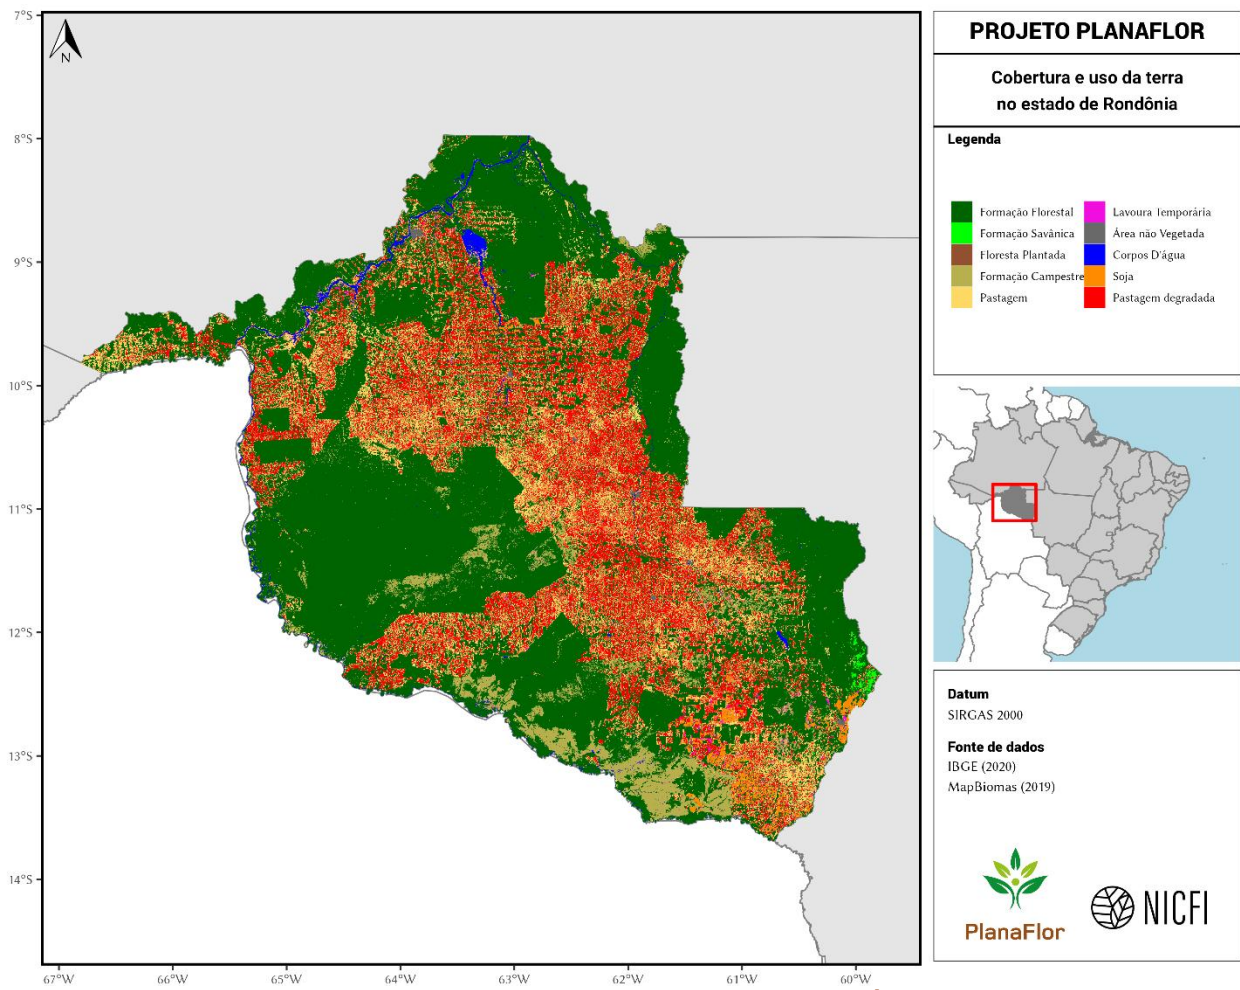 7°S
8°S
9°S
10°S
11°S
12°S
13°S
14°S
67°W
66°W
65°W
64°W
63°W
62°W
61°W
60°W
N
PROJETO PLANAFLOR
Cobertura e uso da terra
no estado de Rondônia
Legenda
Formação Florestal
Formação Savânica
Floresta Plantada
Formação Campestre
Pastagem
Lavoura Temporária
Área não Vegetada
Corpos D'água
Soja
Pastagem degradada
Datum
SIRGAS 2000
Fonte de dados
IBGE (2020)
MapBiomas (2019)
PlanaFlor
NICFI